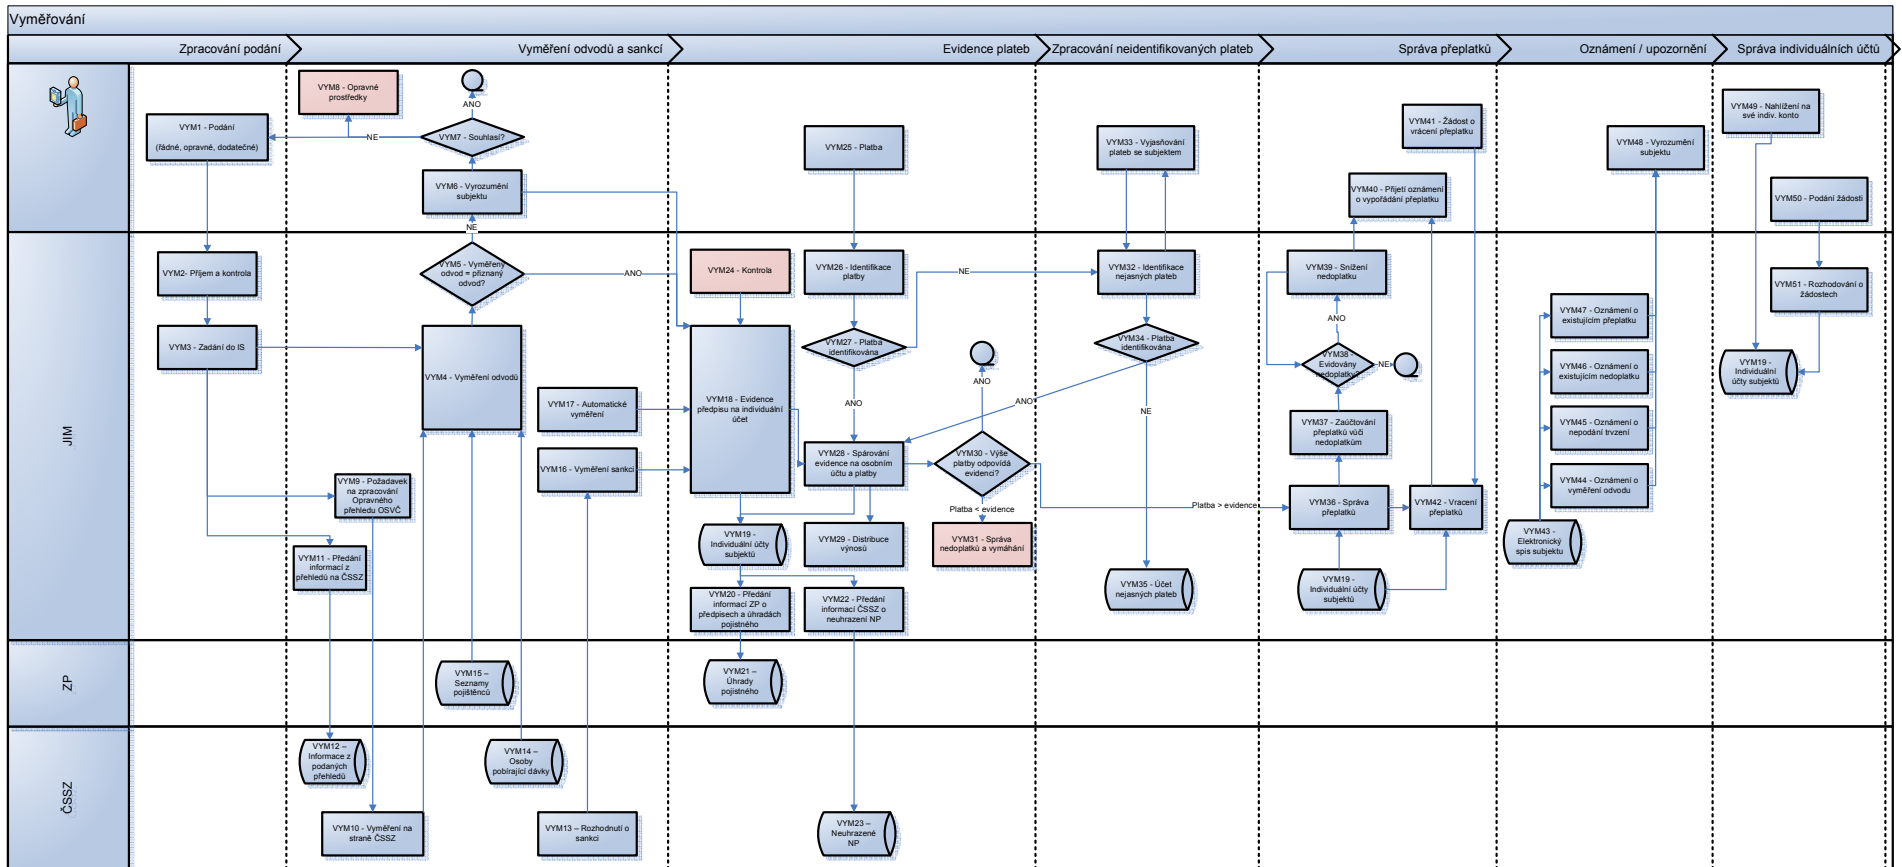 Vyměřování
Zpracování podání
Vyměření odvodů a sankcí
Evidence plateb
Zpracování neidentifikovaných plateb
Správa přeplatků
Oznámení / upozornění
Správa individuálních účtů
VYM8 - Opravné
prostředky
ANO
VYM1 - Podání
(řádné, opravné, dodatečné)
NE
VYM7 - Souhlasí?
VYM6 - Vyrozumění
subjektu
NE
VYM25 - Platba
VYM33 - Vyjasňování
plateb se subjektem
VYM41 - Žádost o
vrácení přeplatku
VYM40 - Přijetí oznámení
o vypořádání přeplatku
VYM48 - Vyrozumění
subjektu
VYM49 - Nahlížení na
své indiv. konto
VYM50 - Podání žádosti
JIM
VYM2- Příjem a kontrola
VYM3 - Zadání do IS
VYM5 - Vyměřený
odvod = přiznaný
odvod?
ANO
VYM4 - Vyměření odvodů
VYM9 - Požadavek
na zpracování
Opravného
přehledu OSVČ
VYM11 - Předání
informací z
přehledů na ČSSZ
VYM17 - Automatické
vyměření
VYM16 - Vyměření sankcí
VYM24 - Kontrola
VYM18 - Evidence
předpisu na individuální
účet
VYM19 -
Individuální účty
subjektů
VYM20 - Předání
informací ZP o
předpisech a úhradách
pojistného
VYM22 - Předání
informací ČSSZ o
neuhrazení NP
VYM26 - Identifikace
platby
VYM27 - Platba
identifikována
NE
ANO
VYM28 - Spárování
evidence na osobním
účtu a platby
VYM29 - Distribuce
výnosů
ANO
VYM30 - Výše
platby odpovídá
evidenci?
Platba < evidence
VYM31 - Správa
nedoplatků a vymáhání
Platba > evidence
VYM32 - Identifikace
nejasných plateb
VYM34 - Platba
identifikována
ANO
NE
VYM35 - Účet
nejasných plateb
VYM39 - Snížení
nedoplatku
ANO
VYM38 -
Evidovány
nedoplatky?
NE
VYM37 - Zaúčtování
přeplatků vůči
nedoplatkům
VYM36 - Správa
přeplatků
VYM42 - Vracení
přeplatků
VYM19 -
Individuální účty
subjektů
VYM47 - Oznámení o
existujícím přeplatku
VYM46 - Oznámení o
existujícím nedoplatku
VYM45 - Oznámení o
nepodání trvzení
VYM44 - Oznámení o
vyměření odvodu
VYM43 -
Elektronický
spis subjektu
VYM51 - Rozhodování o
žádostech
VYM19 -
Individuální
účty subjektů
ZP
VYM15 –
Seznamy
pojištěnců
VYM21 –
Úhrady
pojistného
ČSSZ
VYM12 –
Informace z
podaných
přehledů
VYM14 –
Osoby
pobírající dávky
VYM10 - Vyměření na
straně ČSSZ
VYM13 – Rozhodnutí o
sankci
VYM23 –
Neuhrazené
NP